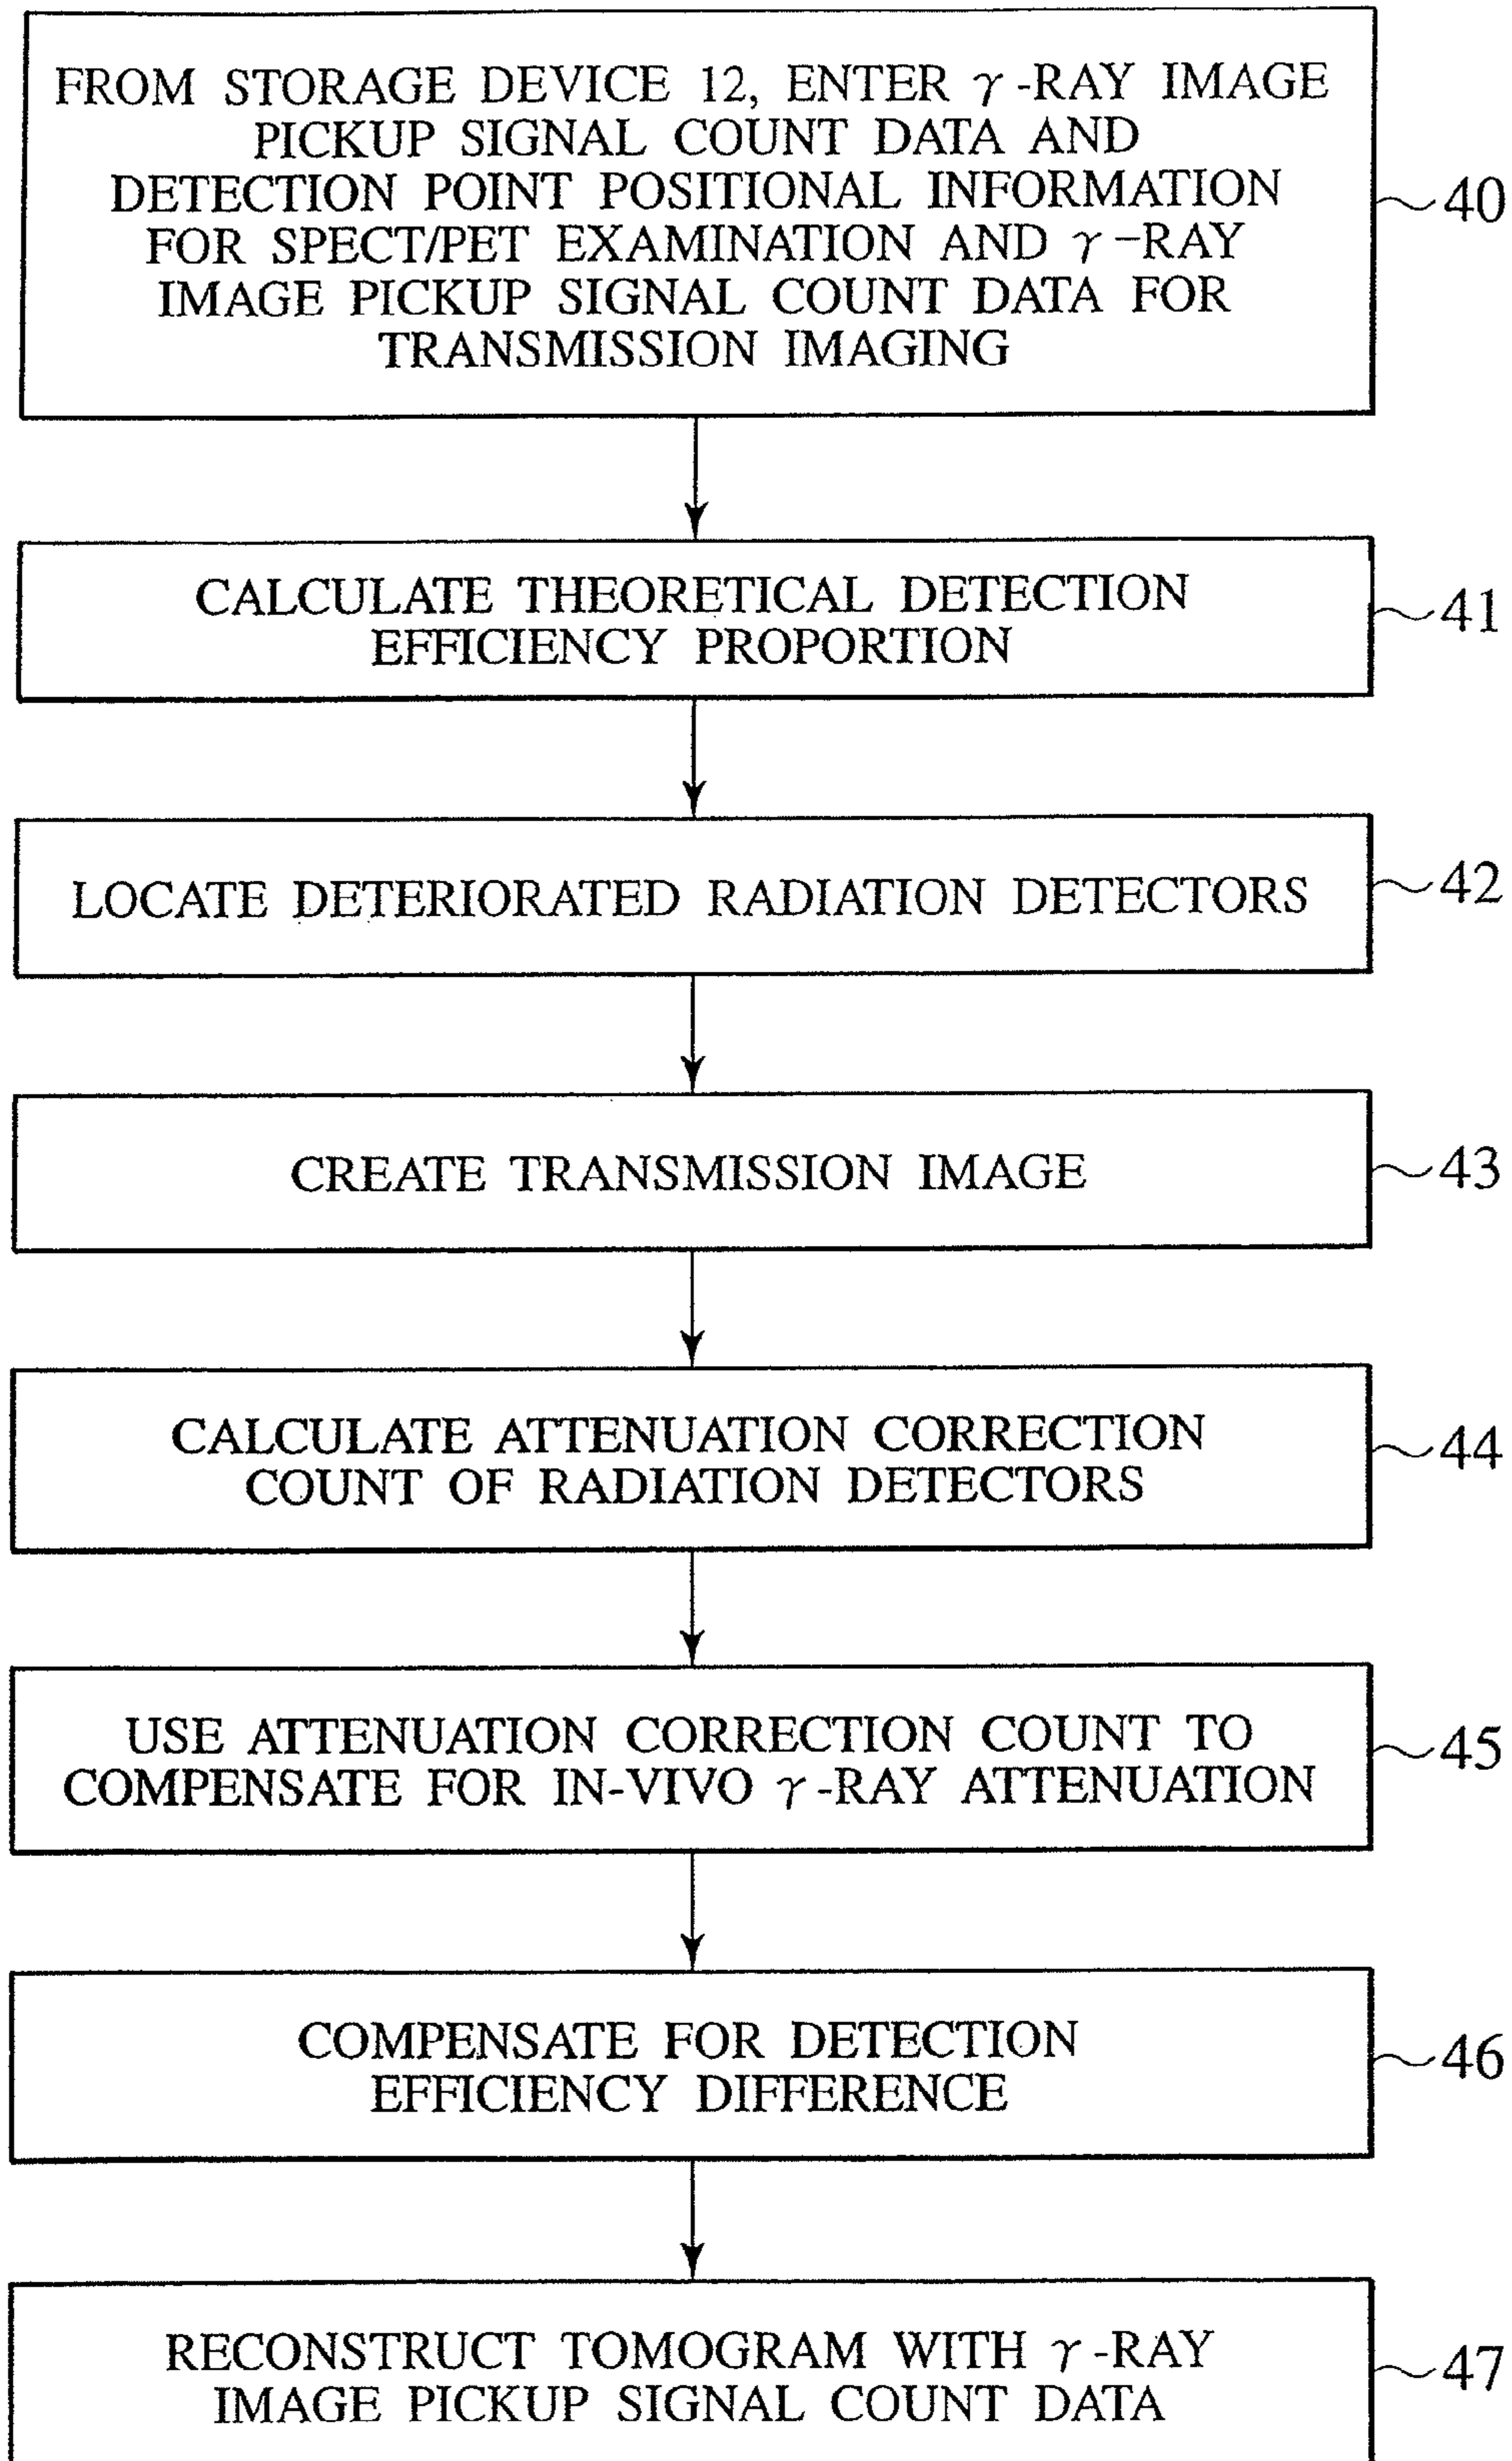 FROM STORAGE DEVICE 12, ENTER γ-RAY IMAGE
PICKUP SIGNAL COUNT DATA AND
DETECTION POINT POSITIONAL INFORMATION
FOR SPECT/PET EXAMINATION AND γ-RAY
IMAGE PICKUP SIGNAL COUNT DATA FOR
TRANSMISSION IMAGING
40
CALCULATE THEORETICAL DETECTION
EFFICIENCY PROPORTION
41
LOCATE DETERIORATED RADIATION DETECTORS
42
CREATE TRANSMISSION IMAGE
43
CALCULATE ATTENUATION CORRECTION
COUNT OF RADIATION DETECTORS
44
USE ATTENUATION CORRECTION COUNT TO
COMPENSATE FOR IN-VIVO γ-RAY ATTENUATION
45
COMPENSATE FOR DETECTION
EFFICIENCY DIFFERENCE
46
RECONSTRUCT TOMOGRAM WITH γ-RAY
IMAGE PICKUP SIGNAL COUNT DATA
47